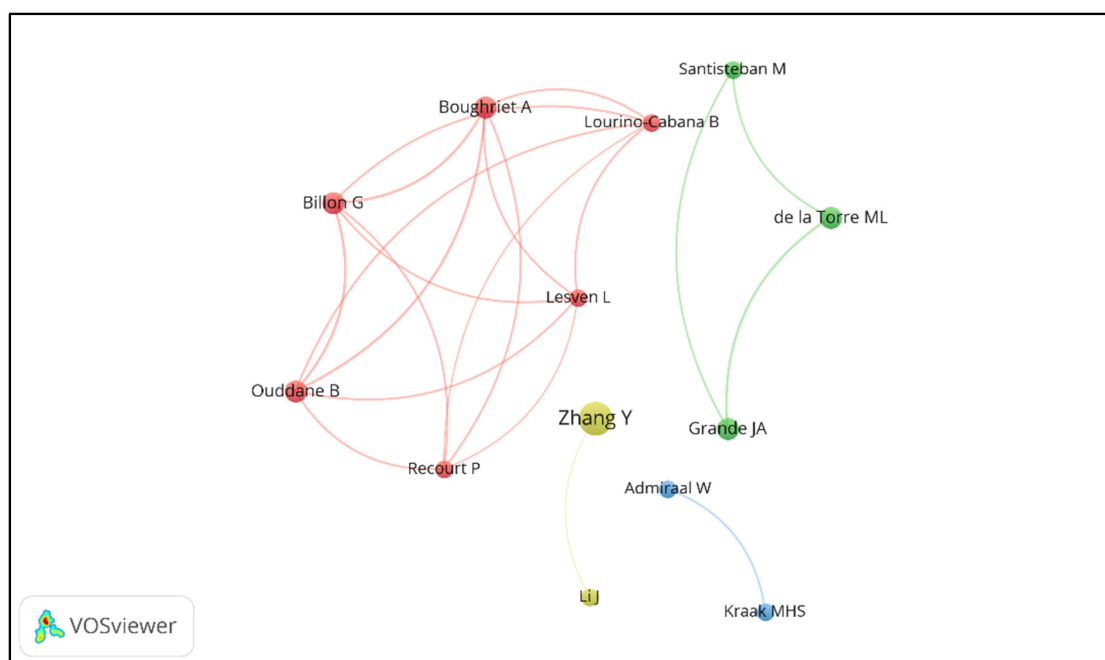 Santisteban M
Boughriet A
Lourino-Cabana B
Billon G
de la Torre ML
Lesven L
Ouddane B
Zhang Y
Grande JA
Recourt P
Admiraal W
Li J
Kraak MHS
VOSviewer